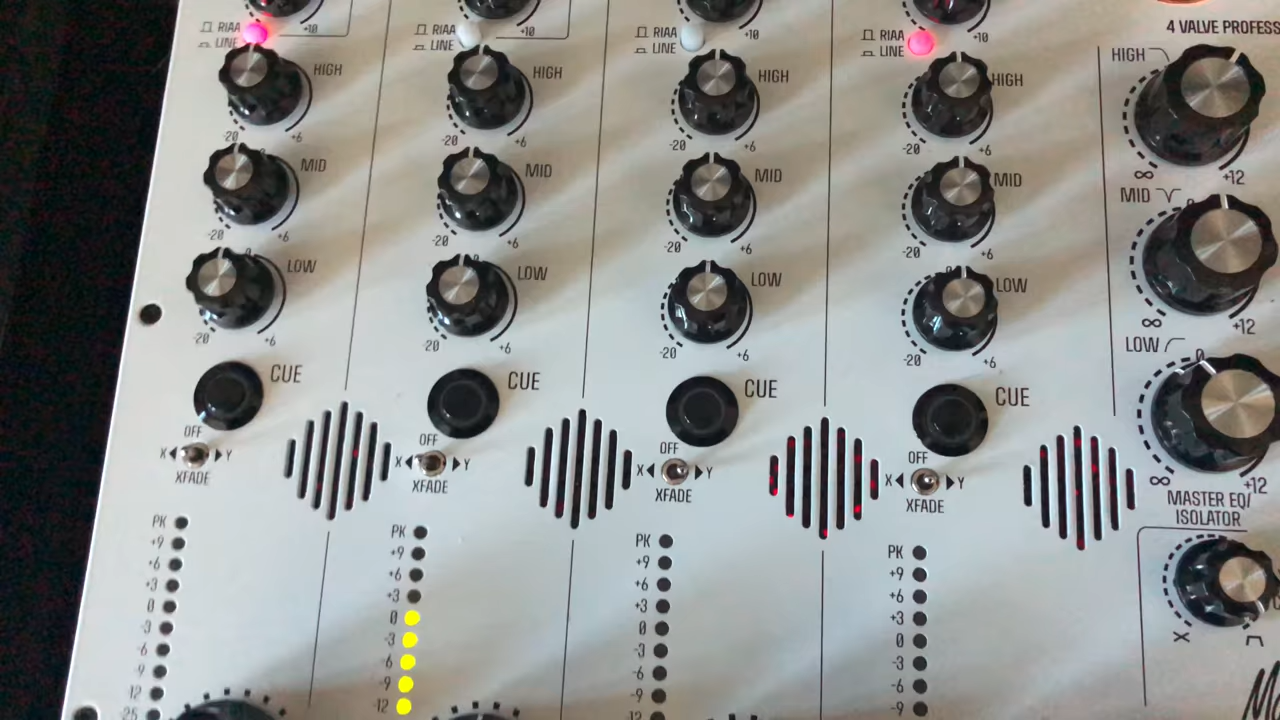 +10
+10
+10
+10
RIAA
LINE
RIAA
LINE
RIAA
LINE
RIAA
LINE
4 VALVE PROFESS
HIGH
HIGH
HIGH
HIGH
HIGH
-20 +6
-20 +6
-20 +6
-20 +6
∞ +12
MID
MID
MID
MID
MID
0
-20 +6
-20 +6
-20 +6
-20 +6
∞ +12
LOW
LOW
LOW
LOW
LOW
0
-20 +6
-20 +6
-20 +6
-20 +6
∞ +12
MASTER EQ/
ISOLATOR
CUE
CUE
CUE
CUE
OFF
X Y
XFADE
OFF
X Y
XFADE
OFF
X Y
XFADE
OFF
X Y
XFADE
X
PK
+9
+6
+3
0
-3
-6
-9
-12
-25
PK
+9
+6
+3
0
-3
-6
-9
-12
PK
+9
+6
+3
0
-3
-6
-9
-12
PK
+9
+6
+3
0
-3
-6
-9